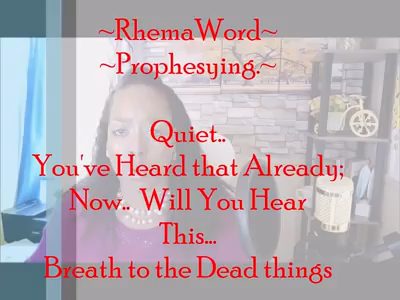 ~RhemaWord~
~Prophesying.~
Quiet..
You've Heard that Already;
Now.. Will You Hear
This...
Breath to the Dead things